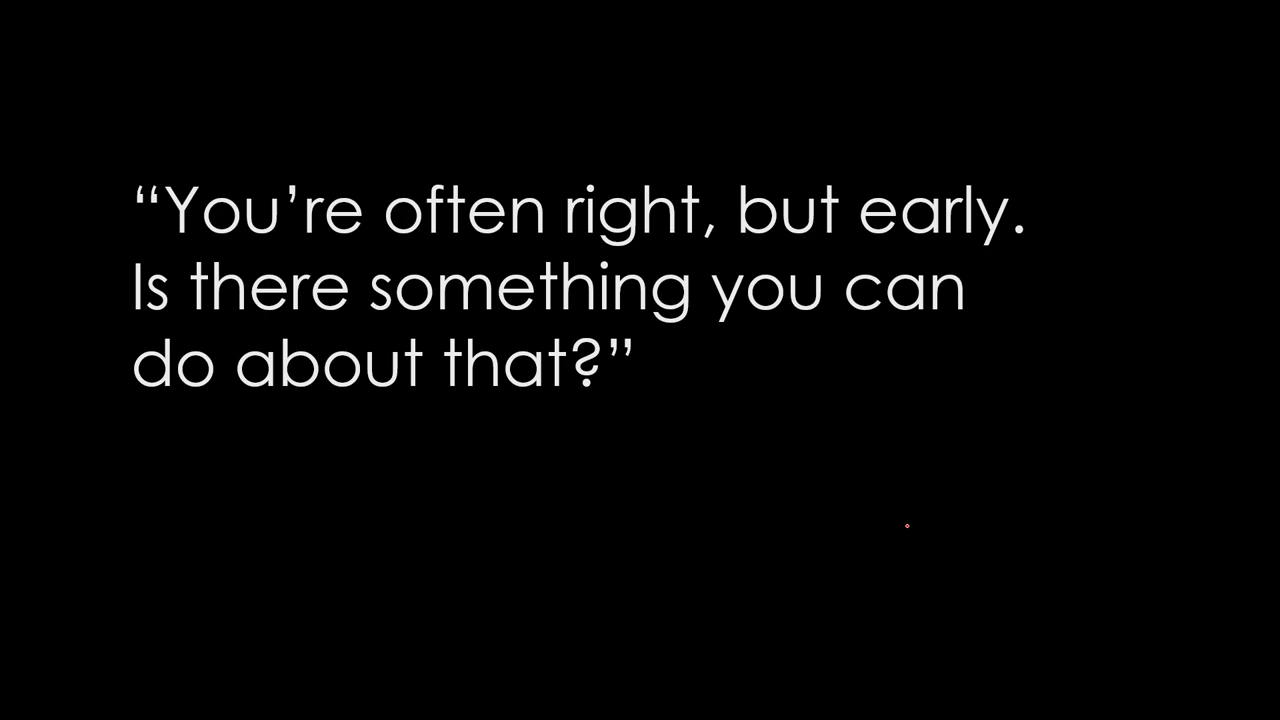 “You’re often right, but early.
Is there something you can
do about that?”